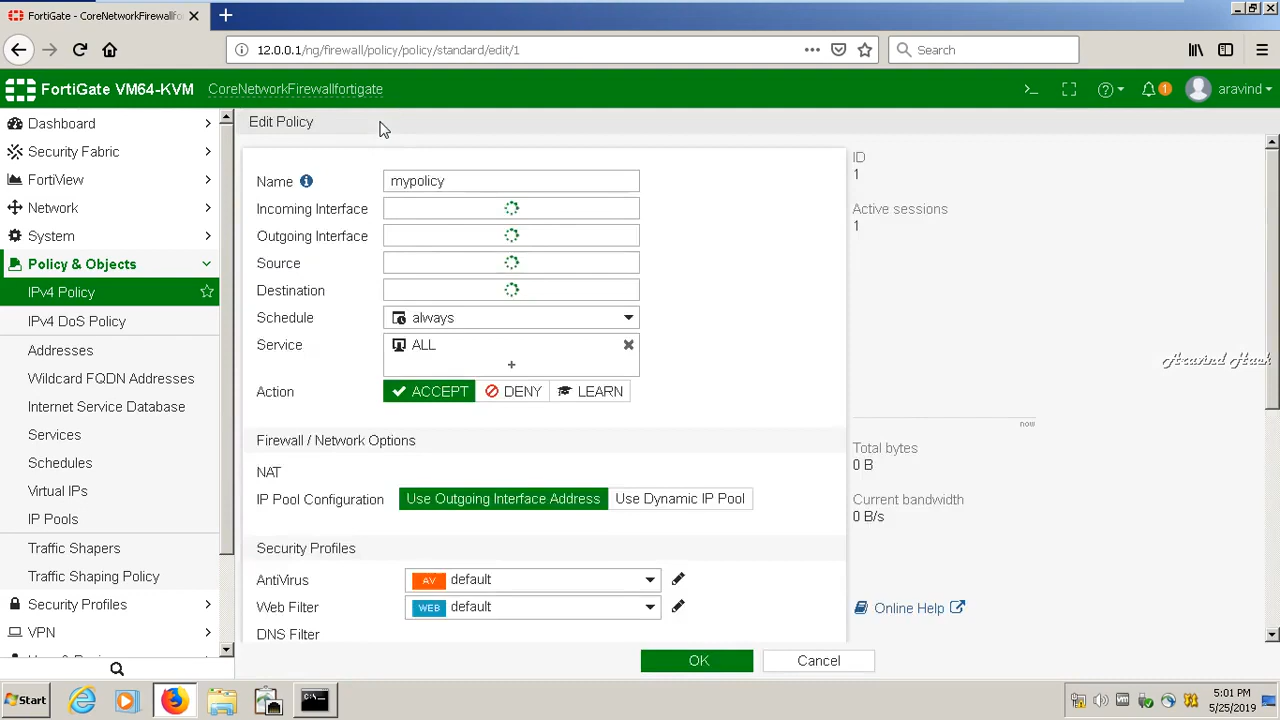 FortiGate - CoreNetworkFirewallfo
12.0.0.1/ng/firewall/policy/policy/standard/edit/1
Search
FortiGate VM64-KVM
CoreNetworkFirewallfortigate
1
aravind
Dashboard
Security Fabric
FortiView
Network
System
Policy & Objects
IPv4 Policy
IPv4 DoS Policy
Addresses
Wildcard FQDN Addresses
Internet Service Database
Services
Schedules
Virtual IPs
IP Pools
Traffic Shapers
Traffic Shaping Policy
Security Profiles
VPN
Edit Policy
Name mypolicy
Incoming Interface
Outgoing Interface
Source
Destination
Schedule always
Service ALL
+
Action ACCEPT DENY LEARN
Firewall / Network Options
NAT
IP Pool Configuration Use Outgoing Interface Address Use Dynamic IP Pool
Security Profiles
AntiVirus AV default
Web Filter WEB default
DNS Filter
OK Cancel
ID
1
Active sessions
1
Aravind Hack
now
Total bytes
0 B
Current bandwidth
0 B/s
Online Help
Start
5:01 PM
5/25/2019